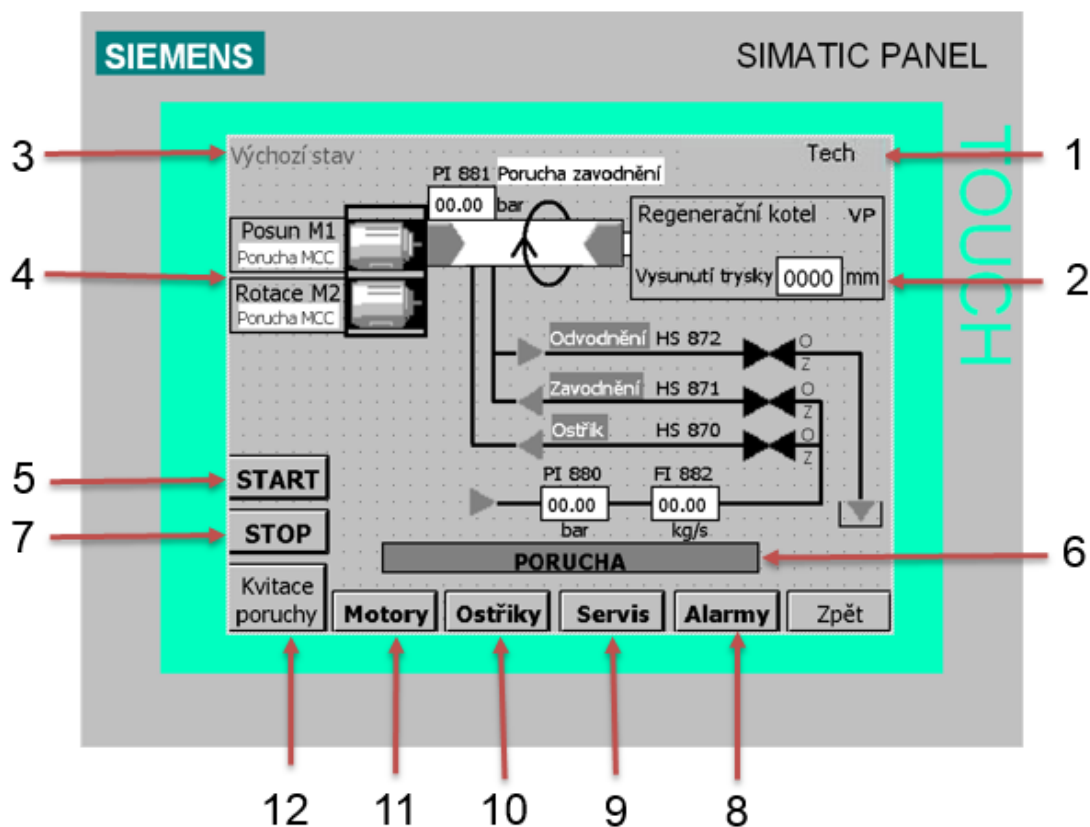 SIEMENS
SIMATIC PANEL
TOUCH
3
Výchozí stav
Tech
1
PI 881 Porucha zavodnění
00.00 bar
Regenerační kotel VP
Posun M1
Porucha MCC
4
Vysunutí trysky 0000 mm
2
Rotace M2
Porucha MCC
Odvodnění HS 872 O
Z
Zavodnění HS 871 O
Z
Ostřik HS 870 O
Z
5
START
PI 880 FI 882
00.00 00.00
bar kg/s
7
STOP
PORUCHA
6
Kvitace
poruchy
Motory
Ostřiky
Servis
Alarmy
Zpět
12 11 10 9 8